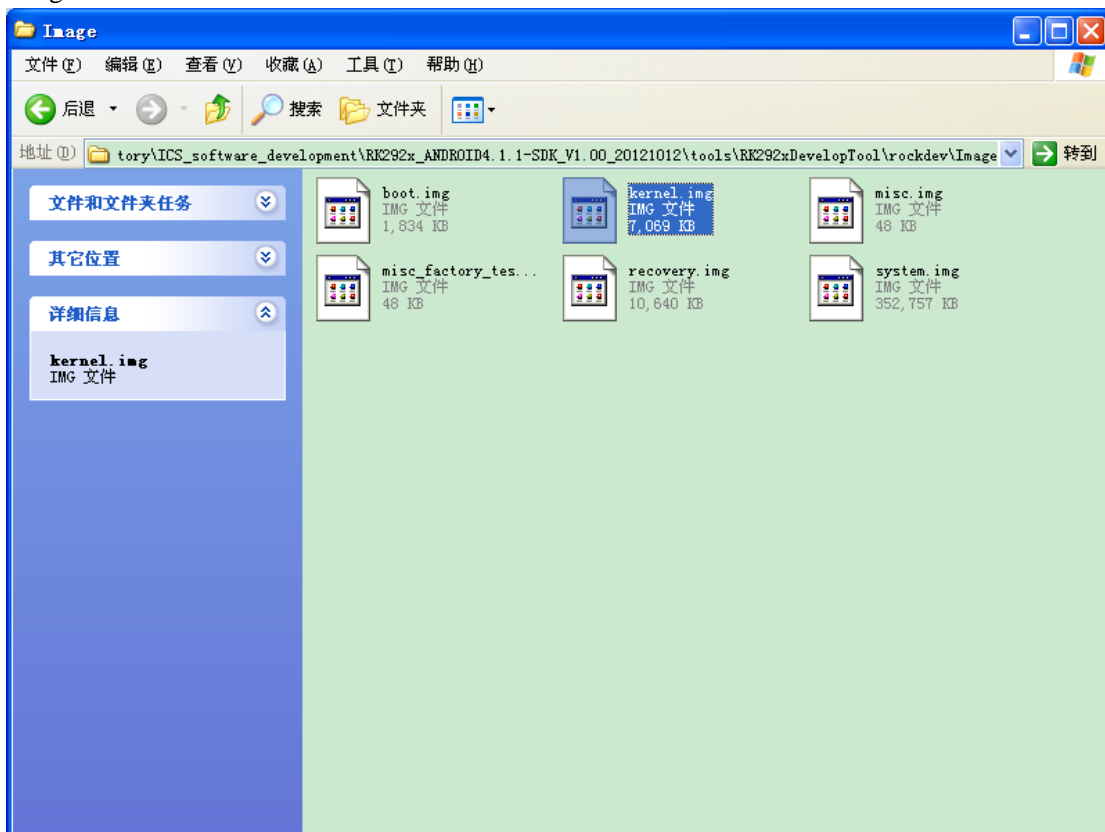 Image
文件(F) 编辑(E) 查看(V) 收藏(A) 工具(T) 帮助(H)
后退 搜索 文件夹
地址(D) tory\ICS_software_development\RK292x_ANDROID4.1.1-SDK_V1.00_20121012\tools\RK292xDevelopTool\rockdev\Image 转到
文件和文件夹任务
其它位置
详细信息
kernel.img
IMG 文件
boot.img
IMG 文件
1,834 KB
kernel.img
IMG 文件
7,069 KB
misc.img
IMG 文件
48 KB
misc_factory_tes...
IMG 文件
48 KB
recovery.img
IMG 文件
10,640 KB
system.img
IMG 文件
352,757 KB